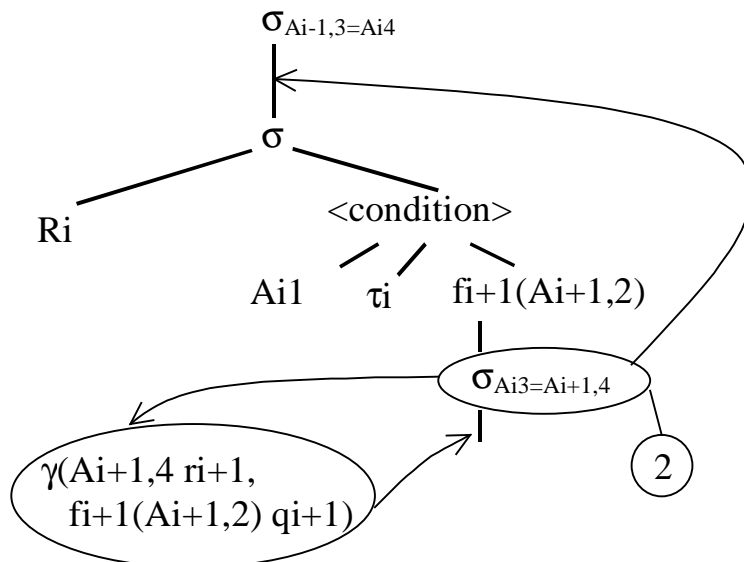 σAi-1,3=Ai4
σ
Ri
<condition>
Ai1 τi fi+1(Ai+1,2)
σAi3=Ai+1,4
2
γ(Ai+1,4 ri+1,
fi+1(Ai+1,2) qi+1)